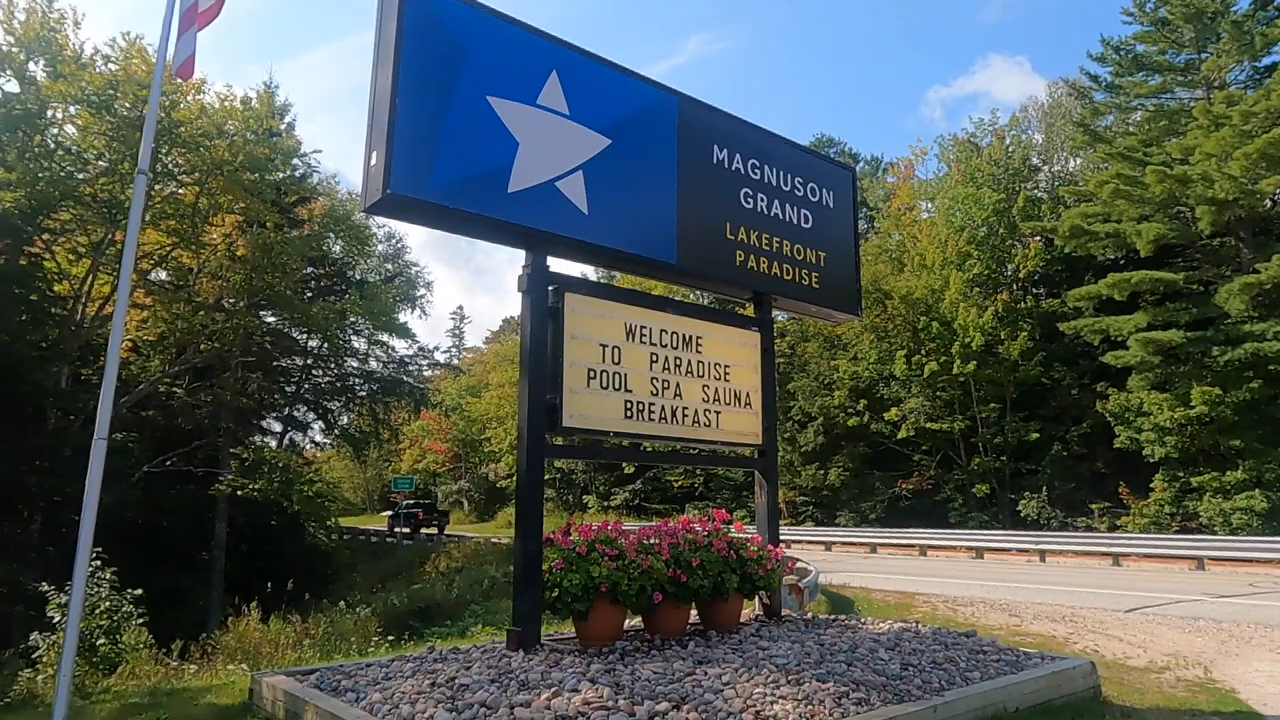 MAGNUSON
GRAND
LAKEFRONT
PARADISE
WELCOME
TO PARADISE
POOL SPA SAUNA
BREAKFAST